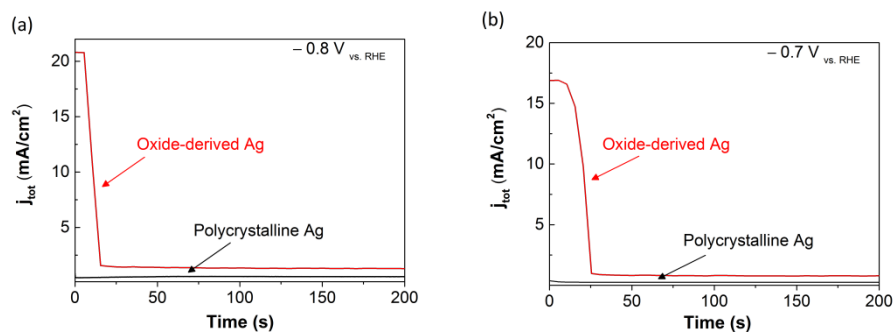 (a)
– 0.8 V vs. RHE
Oxide-derived Ag
Polycrystalline Ag
j_tot (mA/cm²)
20
15
10
5
0
50
100
150
200
Time (s)
(b)
– 0.7 V vs. RHE
Oxide-derived Ag
Polycrystalline Ag
j_tot (mA/cm²)
20
15
10
5
0
50
100
150
200
Time (s)